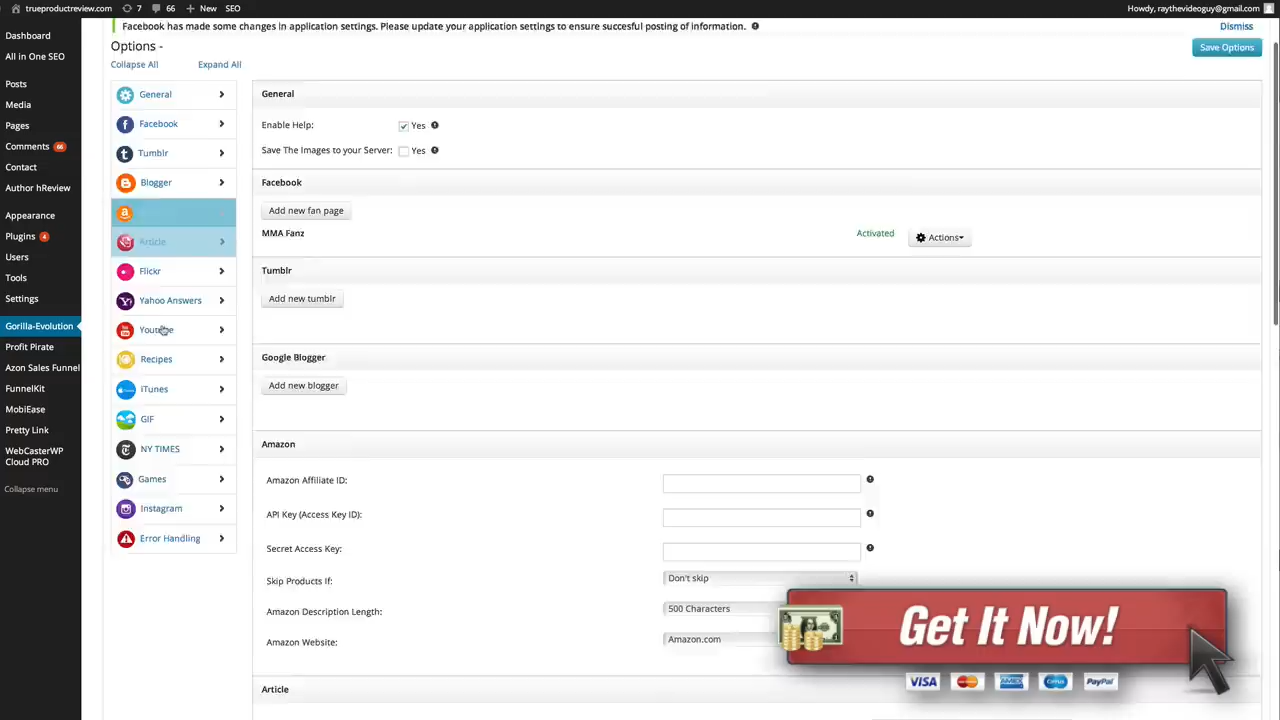 trueproductreview.com 7 66 + New SEO Howdy, raythevideoguy@gmail.com
Facebook has made some changes in application settings. Please update your application settings to ensure succesful posting of information. Dismiss
Options -
Save Options
Collapse All Expand All
Dashboard
All in One SEO
Posts
Media
Pages
Comments 66
Contact
Author hReview
Appearance
Plugins 4
Users
Tools
Settings
Gorilla-Evolution
Profit Pirate
Azon Sales Funnel
FunnelKit
MobiEase
Pretty Link
WebCasterWP
Cloud PRO
Collapse menu
General
Facebook
Tumblr
Blogger
Article
Flickr
Yahoo Answers
Youtube
Recipes
iTunes
GIF
NY TIMES
Games
Instagram
Error Handling
General
Enable Help: Yes
Save The Images to your Server: Yes
Facebook
Add new fan page
MMA Fanz Activated Actions
Tumblr
Add new tumblr
Google Blogger
Add new blogger
Amazon
Amazon Affiliate ID:
API Key (Access Key ID):
Secret Access Key:
Skip Products If: Don't skip
Amazon Description Length: 500 Characters
Amazon Website: Amazon.com
Article
Get It Now!
VISA MasterCard AMEX Cirrus PayPal